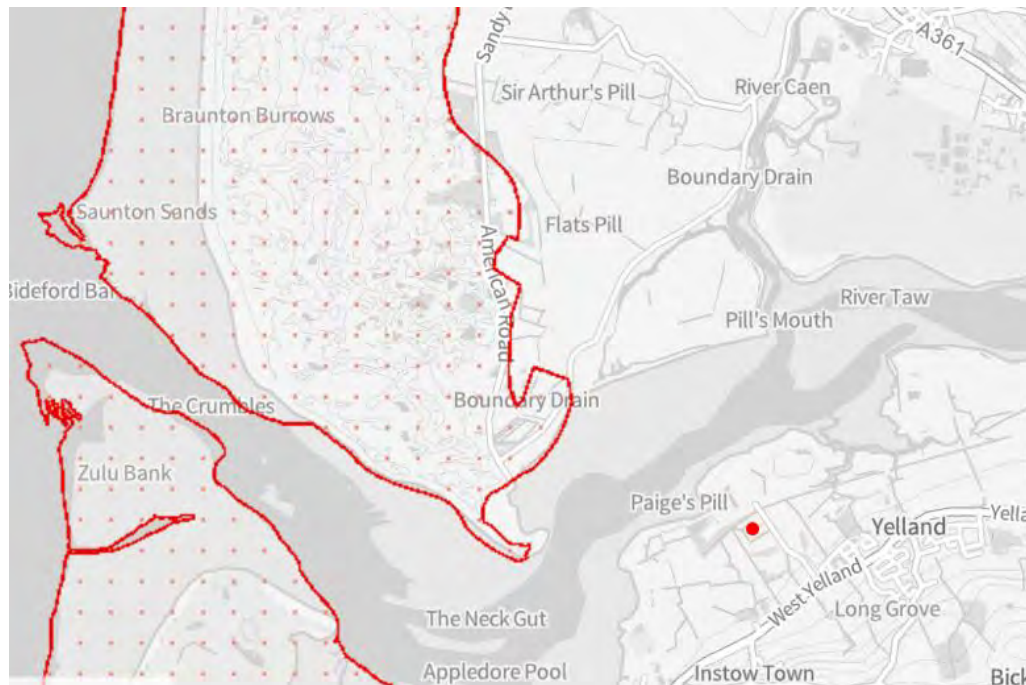 Sandy
A361
Sir Arthur's Pill
River Caen
Braunton Burrows
Boundary Drain
Saunton Sands
Flats Pill
American Road
Bideford Bar
River Taw
Pill's Mouth
The Crumbles
Boundary Drain
Zulu Bank
Paige's Pill
Yelland
Yella
West Yelland
Long Grove
The Neck Gut
Appledore Pool
Instow Town
Bick